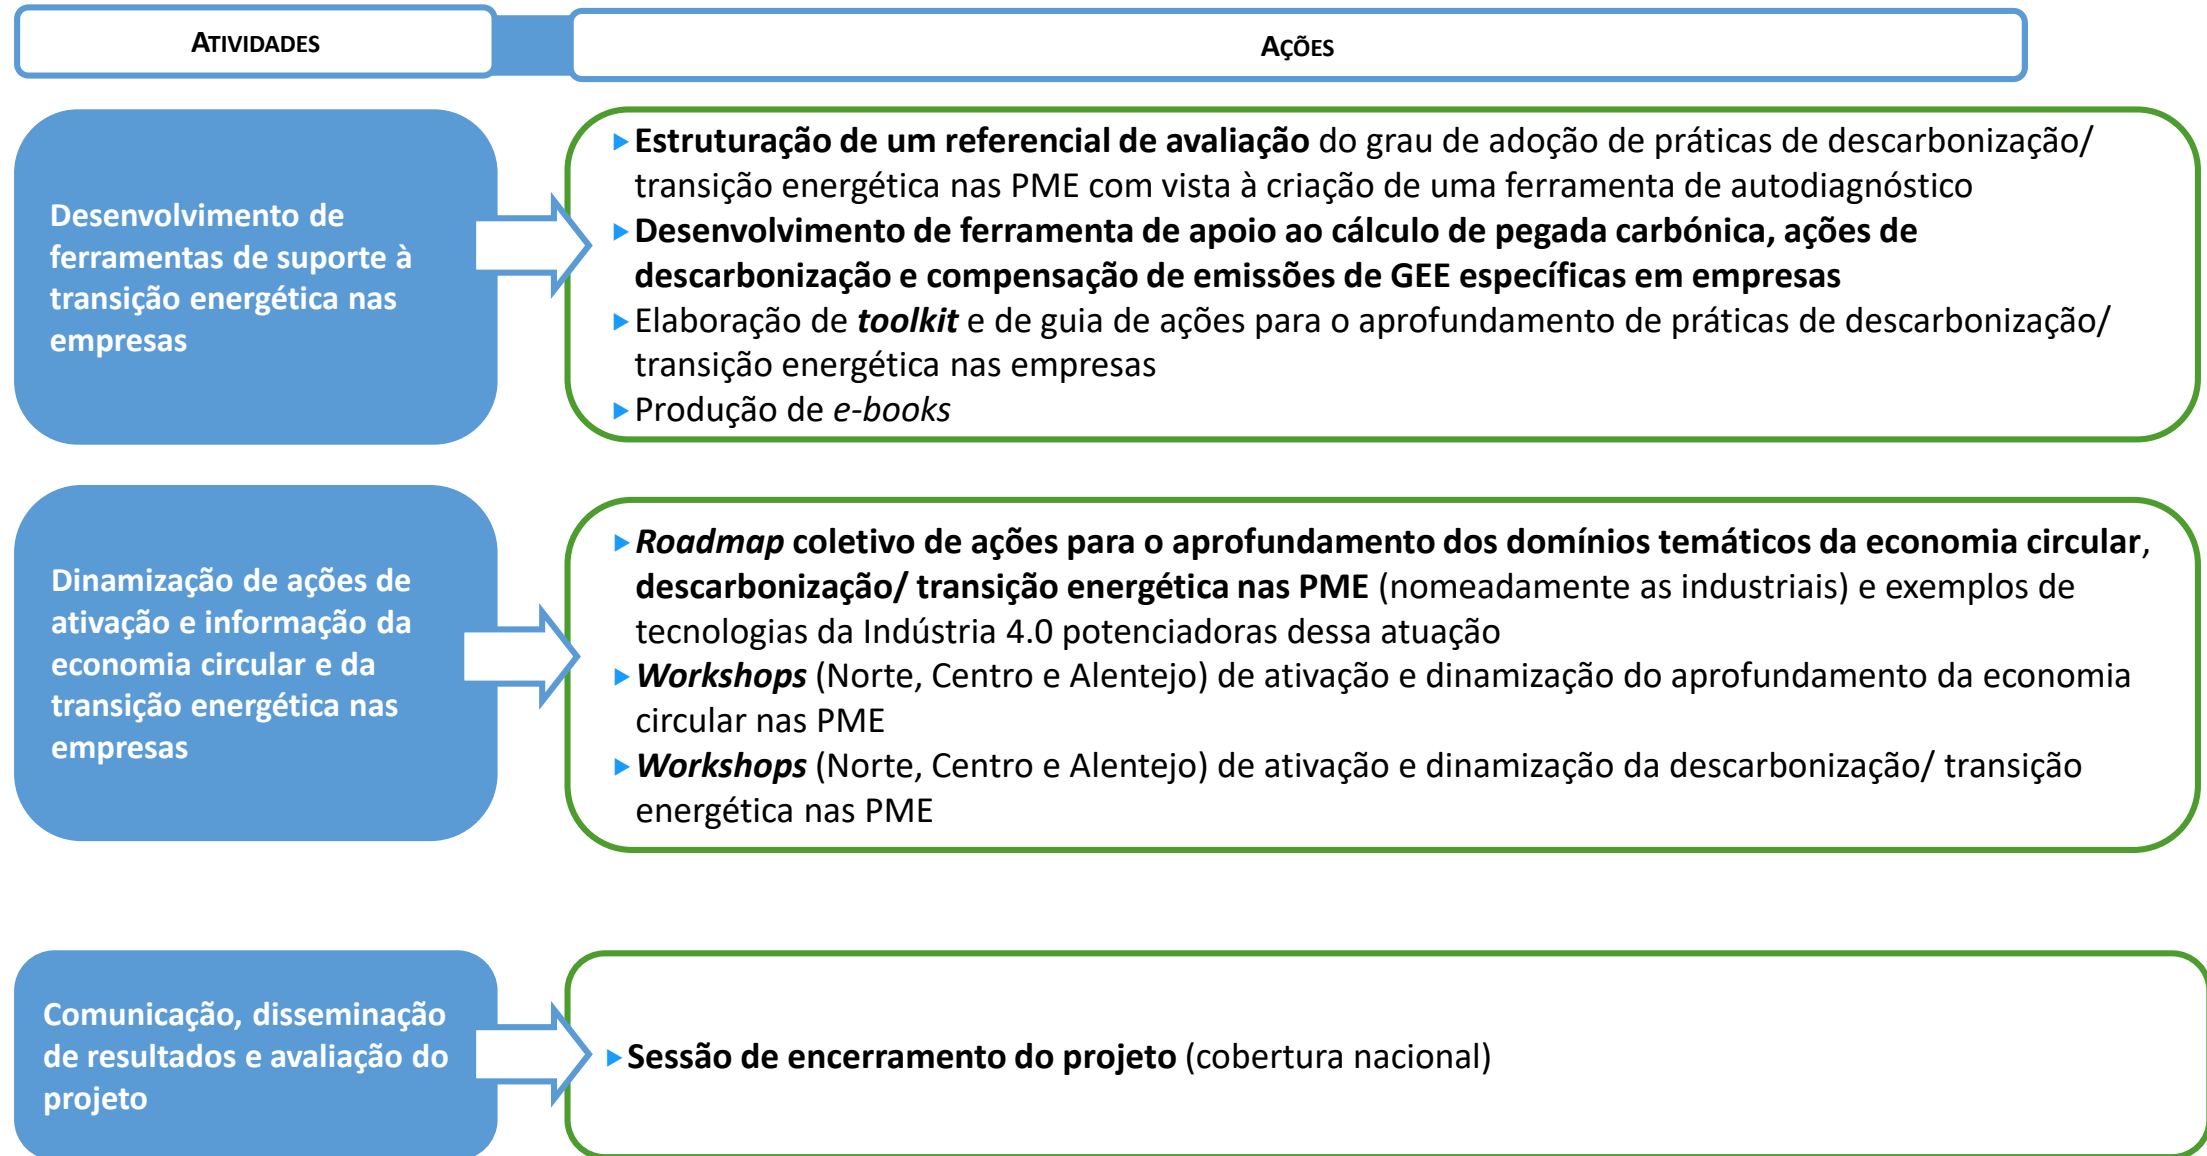 ATIVIDADES
AÇÕES
Desenvolvimento de
ferramentas de suporte à
transição energética nas
empresas
Estruturação de um referencial de avaliação do grau de adoção de práticas de descarbonização/
transição energética nas PME com vista à criação de uma ferramenta de autodiagnóstico
Desenvolvimento de ferramenta de apoio ao cálculo de pegada carbónica, ações de
descarbonização e compensação de emissões de GEE específicas em empresas
Elaboração de toolkit e de guia de ações para o aprofundamento de práticas de descarbonização/
transição energética nas empresas
Produção de e-books
Dinamização de ações de
ativação e informação da
economia circular e da
transição energética nas
empresas
Roadmap coletivo de ações para o aprofundamento dos domínios temáticos da economia circular,
descarbonização/ transição energética nas PME (nomeadamente as industriais) e exemplos de
tecnologias da Indústria 4.0 potenciadoras dessa atuação
Workshops (Norte, Centro e Alentejo) de ativação e dinamização do aprofundamento da economia
circular nas PME
Workshops (Norte, Centro e Alentejo) de ativação e dinamização da descarbonização/ transição
energética nas PME
Comunicação, disseminação
de resultados e avaliação do
projeto
Sessão de encerramento do projeto (cobertura nacional)